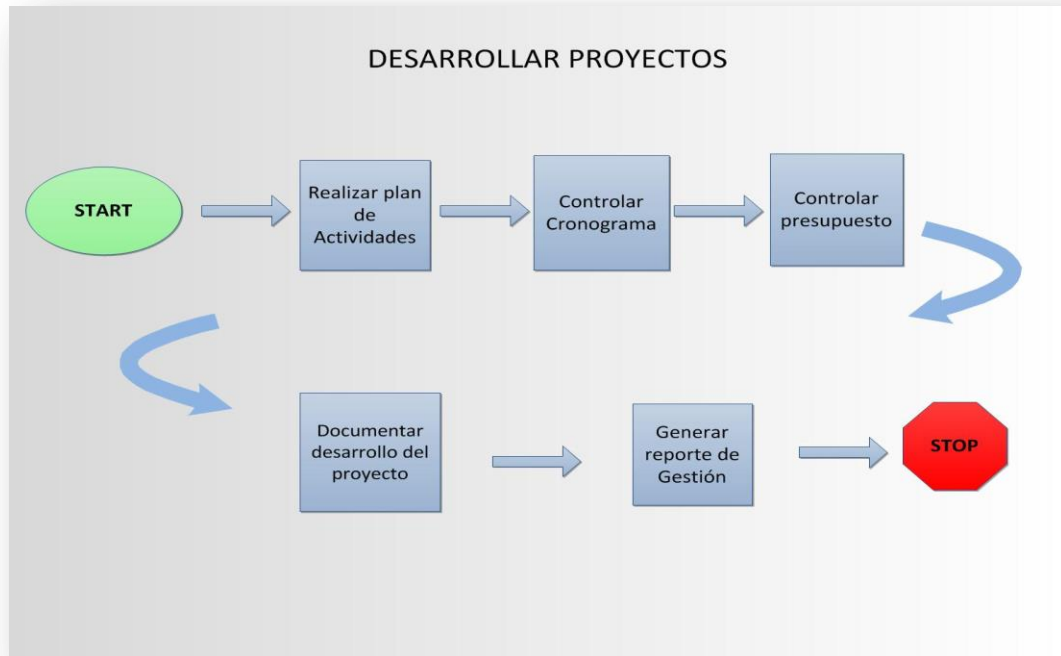 DESARROLLAR PROYECTOS
START
Realizar plan
de
Actividades
Controlar
Cronograma
Controlar
presupuesto
Documentar
desarrollo del
proyecto
Generar
reporte de
Gestión
STOP